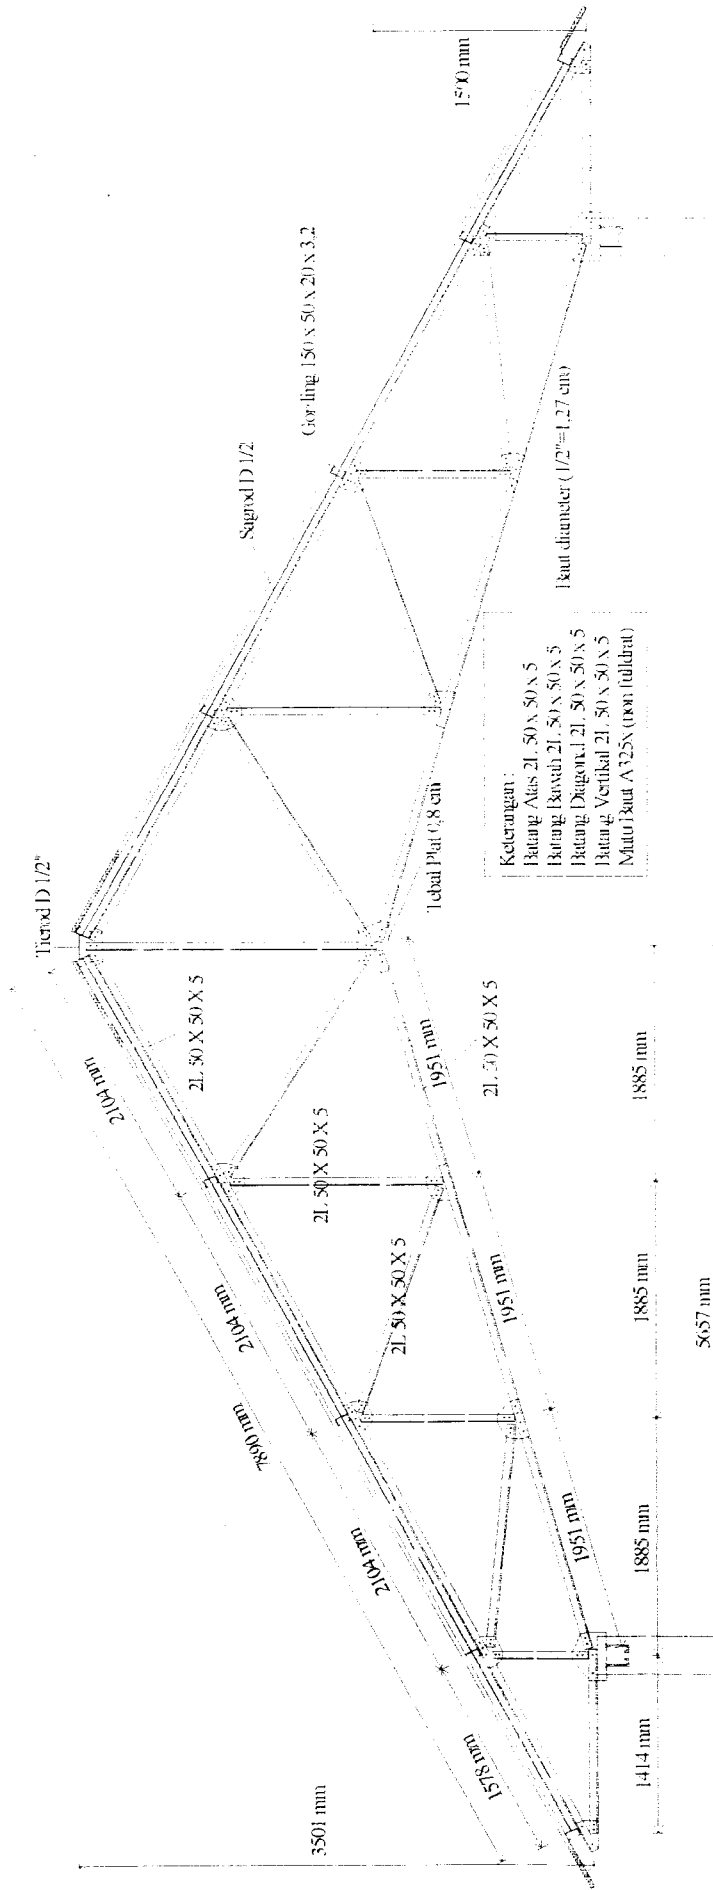 3501 mm
7890 mm
1578 mm
2104 mm
2104 mm
2104 mm
Tierod D 1/2"
2L 50 X 50 X 5
2L 50 X 50 X 5
2L 50 X 50 X 5
2L 50 X 50 X 5
1951 mm
1951 mm
1951 mm
1414 mm
1885 mm
1885 mm
1885 mm
5657 mm
Tebal Plat 0,8 cm
Sagrod D 1/2
Gording 150 x 50 x 20 x 3,2
1500 mm
Baut diameter ( 1/2"=1,27 cm)
Keterangan :
Batang Atas 2L 50 x 50 x 5
Batang Bawah 2L 50 x 50 x 5
Batang Diagonal 2L 50 x 50 x 5
Batang Vertikal 2L 50 x 50 x 5
Mutu Baut A325x (non fulldrat)